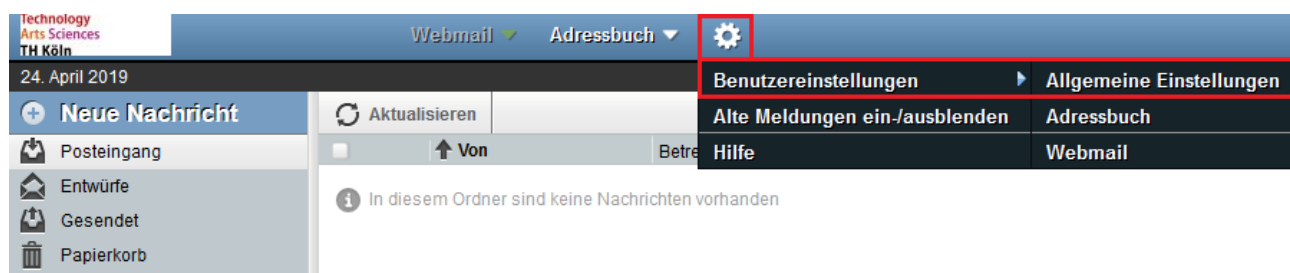 Technology
Arts Sciences
TH Köln
Webmail Adressbuch
24. April 2019
Benutzereinstellungen Allgemeine Einstellungen
Neue Nachricht Aktualisieren Alte Meldungen ein-/ausblenden Adressbuch
Posteingang Von Betre Hilfe Webmail
Entwürfe In diesem Ordner sind keine Nachrichten vorhanden
Gesendet
Papierkorb